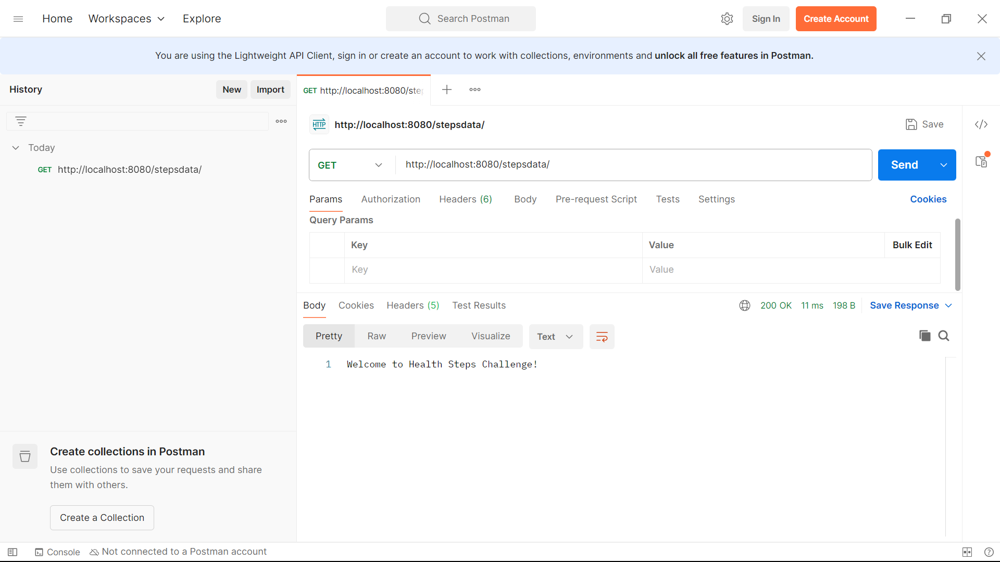 Home Workspaces Explore Search Postman Sign In Create Account
You are using the Lightweight API Client, sign in or create an account to work with collections, environments and unlock all free features in Postman.
History New Import
GET http://localhost:8080/ste
HTTP http://localhost:8080/stepsdata/ Save
Today
GET http://localhost:8080/stepsdata/
GET http://localhost:8080/stepsdata/ Send
Params Authorization Headers (6) Body Pre-request Script Tests Settings Cookies
Query Params
Key Value Bulk Edit
Key Value
Body Cookies Headers (5) Test Results 200 OK 11 ms 198 B Save Response
Pretty Raw Preview Visualize Text
1 Welcome to Health Steps Challenge!
Create collections in Postman
Use collections to save your requests and share
them with others.
Create a Collection
Console Not connected to a Postman account